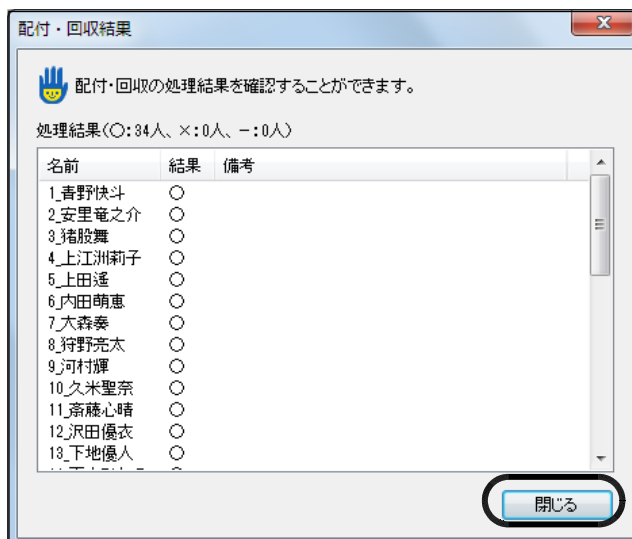 配付・回収結果
配付・回収の処理結果を確認することができます。
処理結果(○:34人、×:0人、－:0人)
名前 結果 備考
1_青野快斗 ○
2_安里竜之介 ○
3_猪股舞 ○
4_上江洲莉子 ○
5_上田遥 ○
6_内田萌恵 ○
7_大森奏 ○
8_狩野亮太 ○
9_河村輝 ○
10_久米聖奈 ○
11_斎藤心晴 ○
12_沢田優衣 ○
13_下地優人 ○
閉じる